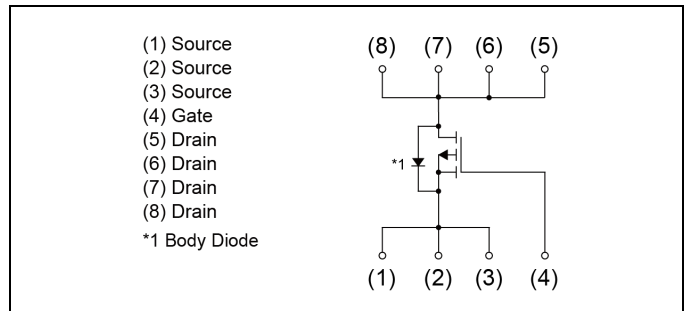 (1) Source
(2) Source
(3) Source
(4) Gate
(5) Drain
(6) Drain
(7) Drain
(8) Drain
*1 Body Diode
(8) (7) (6) (5)
*1
(1) (2) (3) (4)